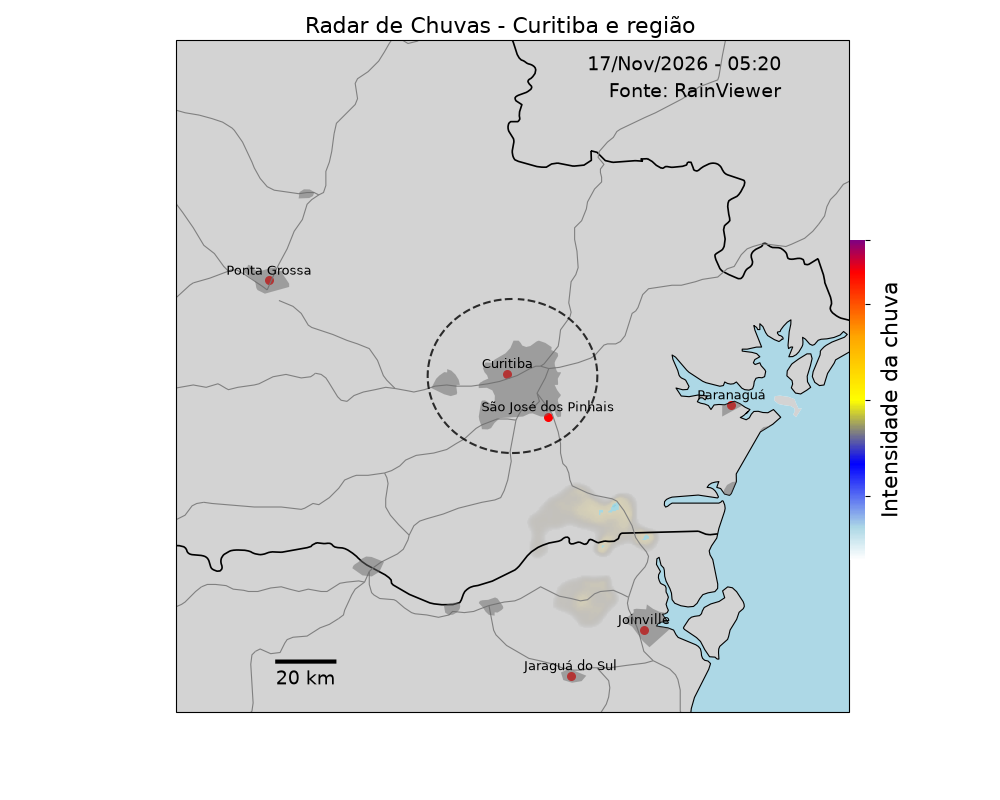 Radar de Chuvas - Curitiba e região
17/Nov/2026 - 05:20
Fonte: RainViewer
Ponta Grossa
Curitiba
Paranaguá
São José dos Pinhais
Intensidade da chuva
Joinville
Jaraguá do Sul
20 km